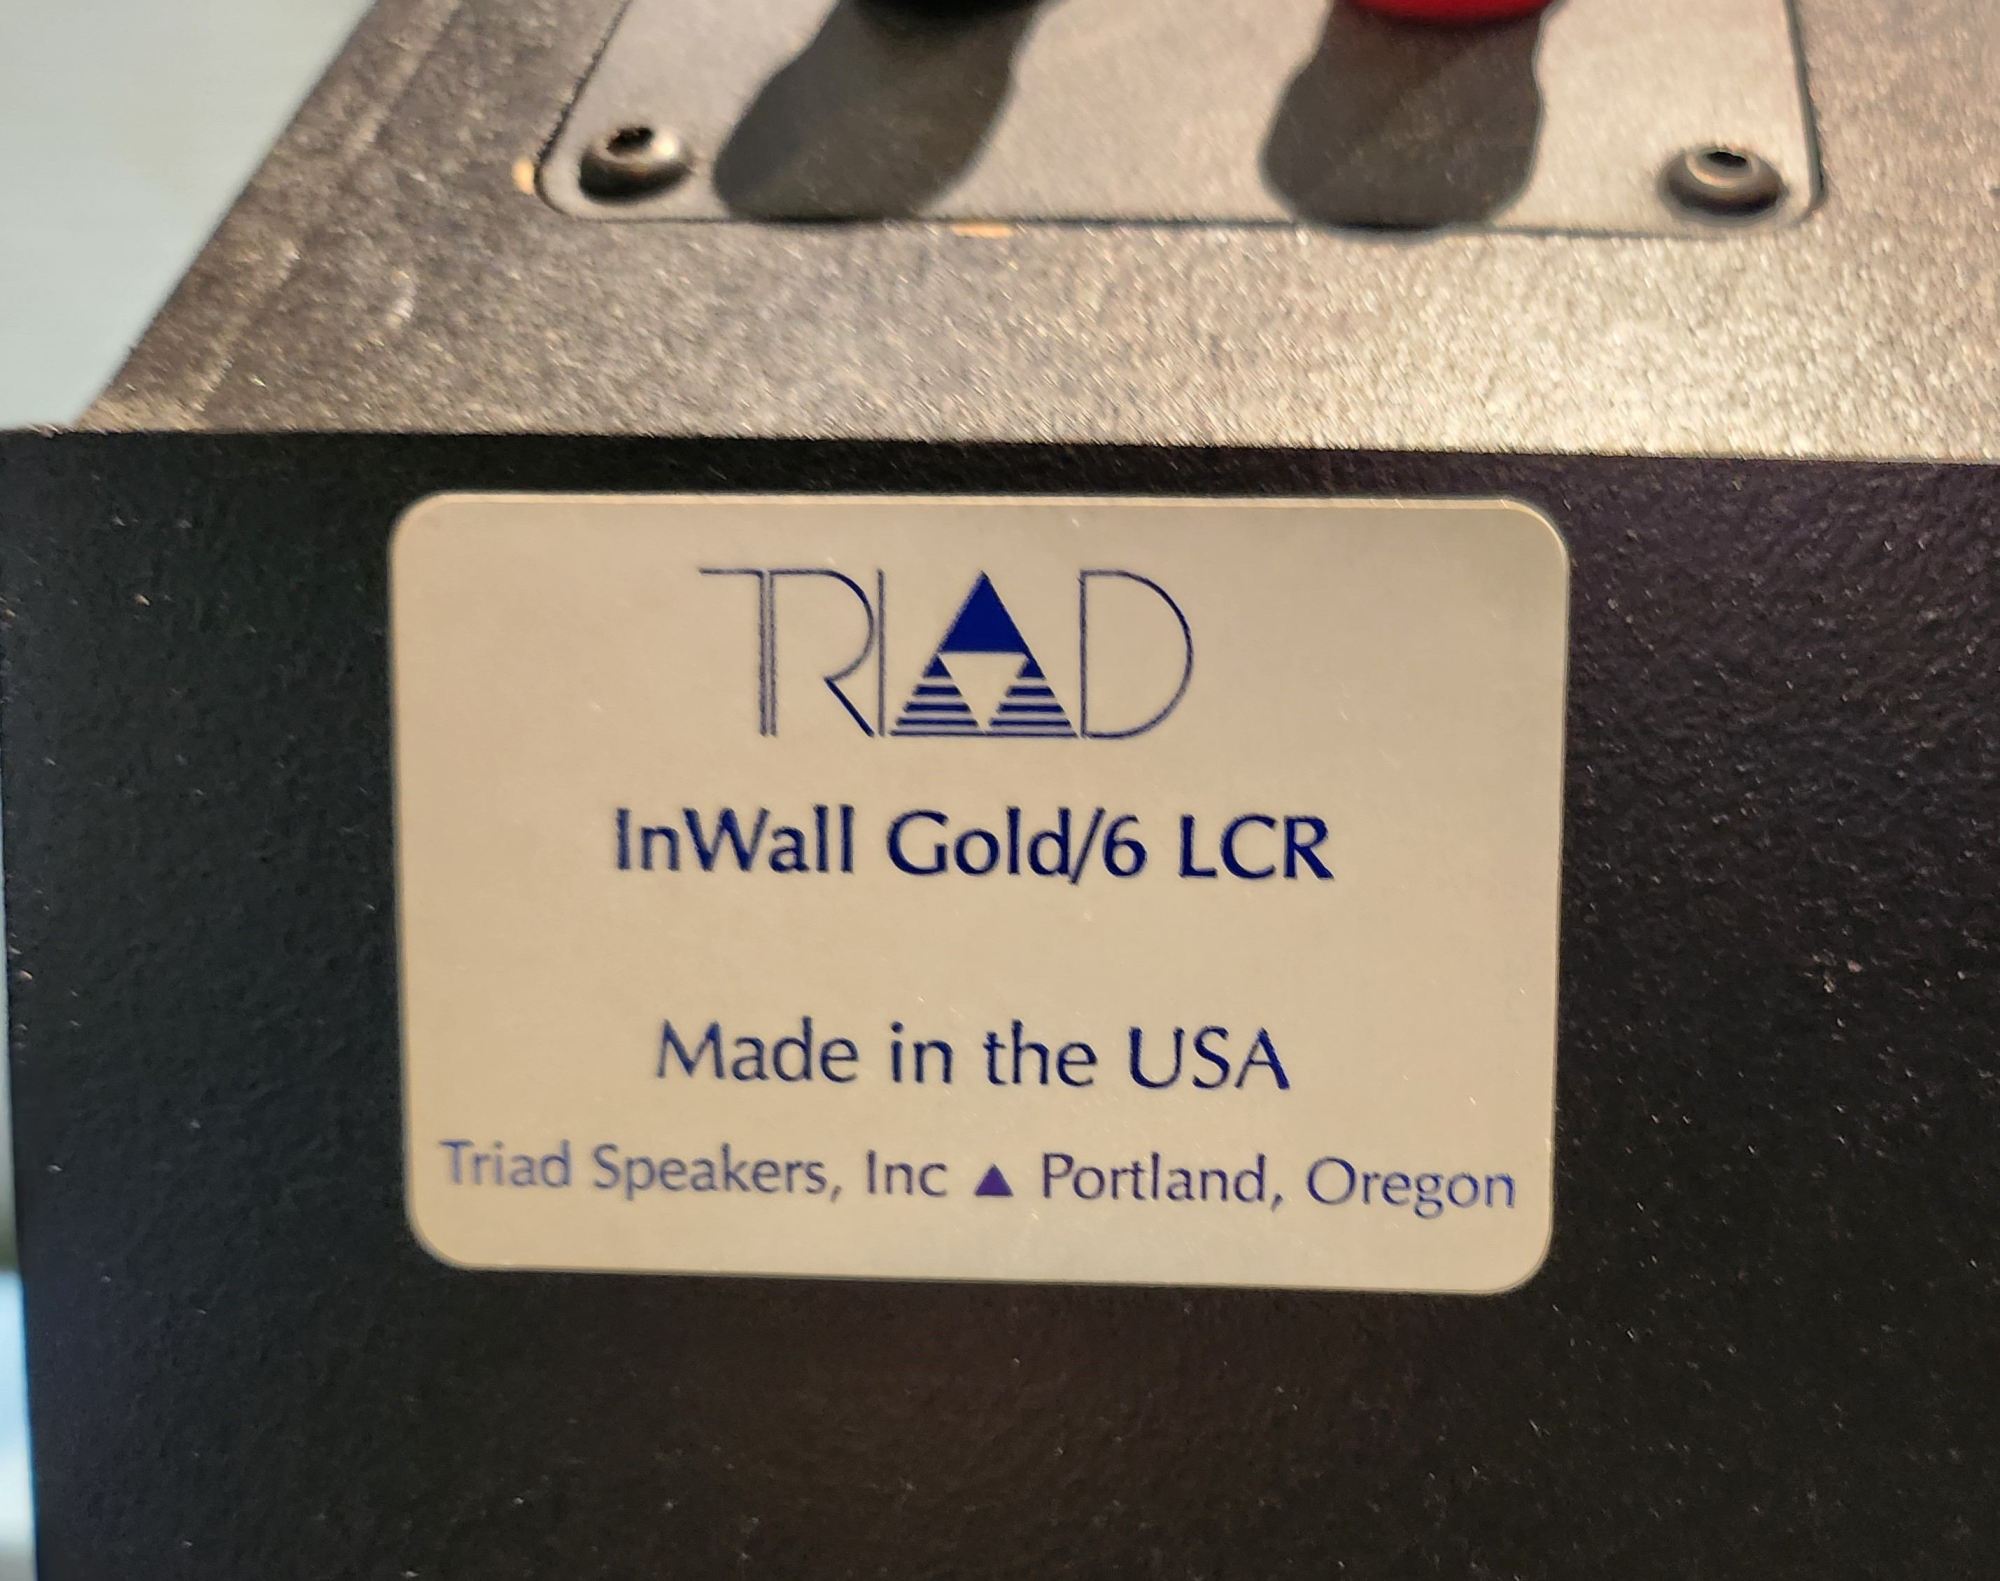 TRIAD
InWall Gold/6 LCR
Made in the USA
Triad Speakers, Inc ▲ Portland, Oregon